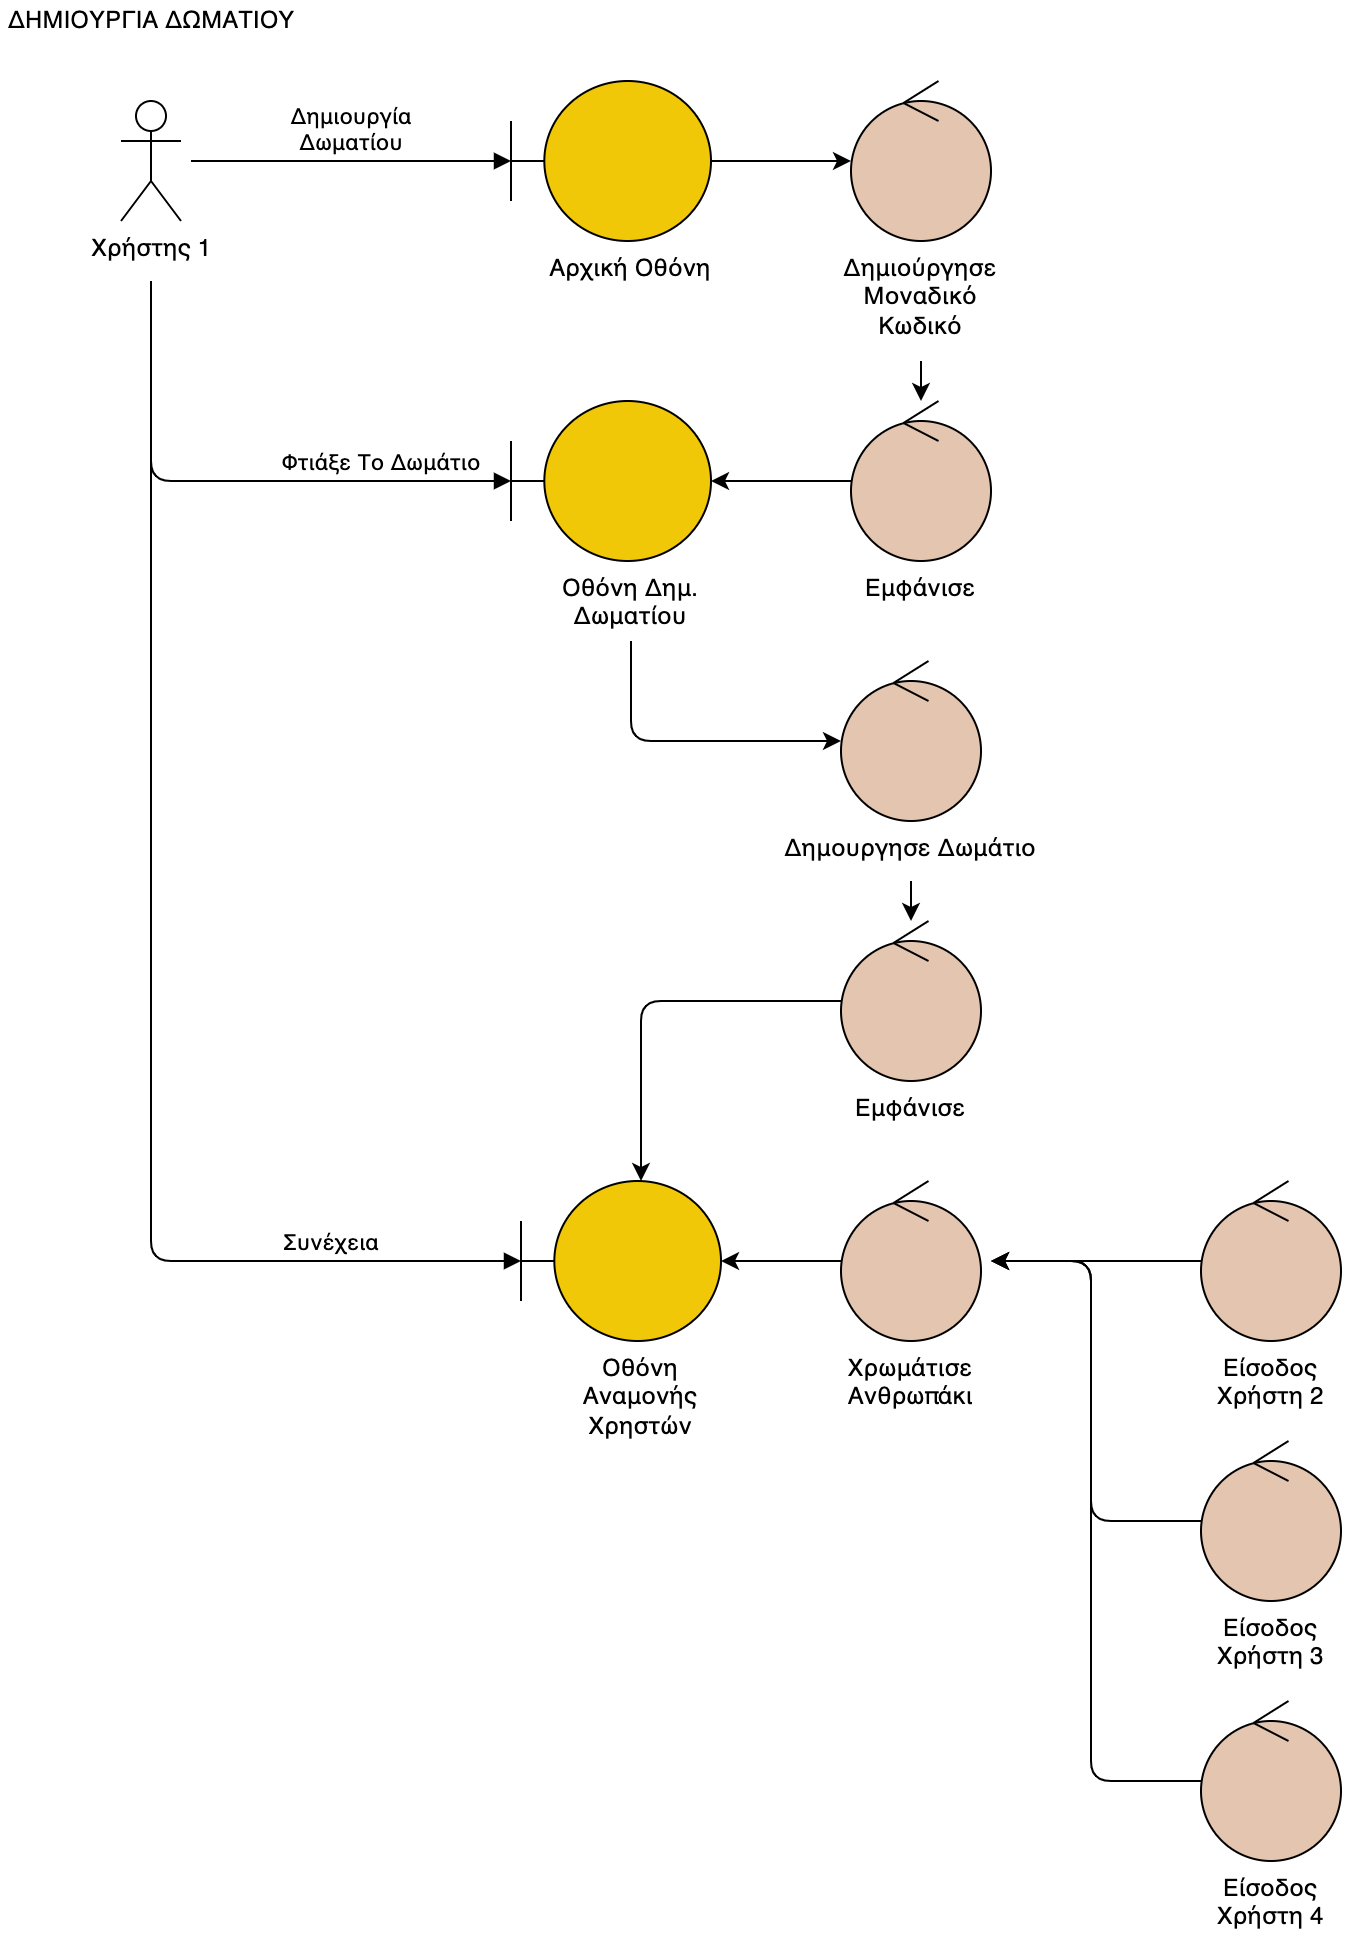 ΔΗΜΙΟΥΡΓΙΑ ΔΩΜΑΤΙΟΥ
Δημιουργία
Δωματίου
Χρήστης 1
Αρχική Οθόνη
Δημιούργησε
Μοναδικό
Κωδικό
Φτιάξε Το Δωμάτιο
Οθόνη Δημ.
Δωματίου
Εμφάνισε
Δημουργησε Δωμάτιο
Εμφάνισε
Συνέχεια
Οθόνη
Αναμονής
Χρηστών
Χρωμάτισε
Ανθρωπάκι
Είσοδος
Χρήστη 2
Είσοδος
Χρήστη 3
Είσοδος
Χρήστη 4